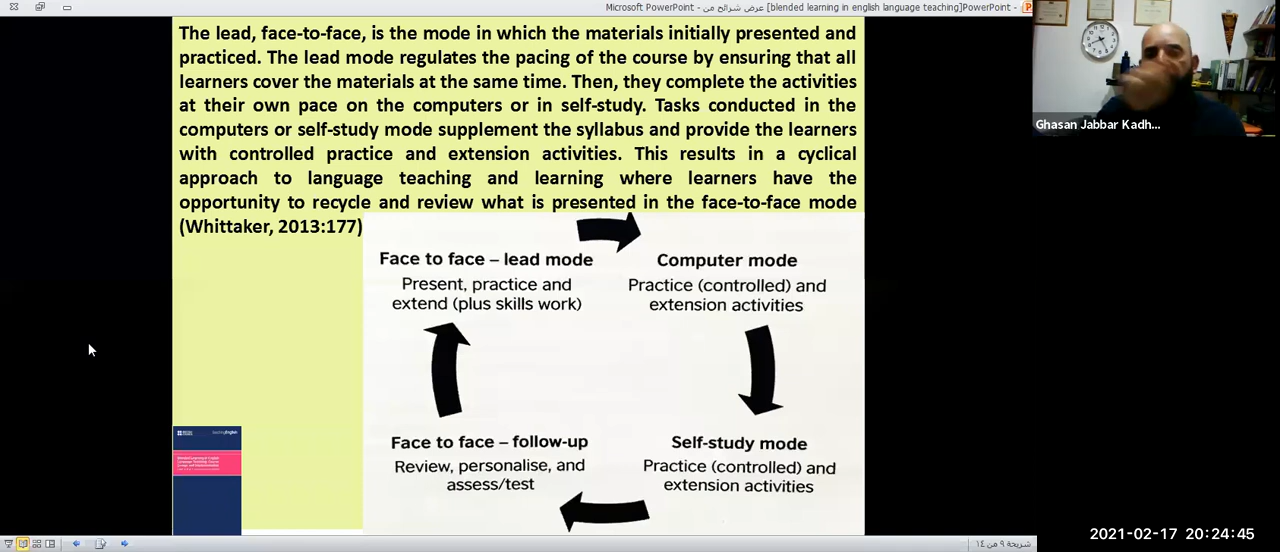 Microsoft PowerPoint - [blended learning in english language teaching]PowerPoint عرض شرائح من -
The lead, face-to-face, is the mode in which the materials initially presented and
practiced. The lead mode regulates the pacing of the course by ensuring that all
learners cover the materials at the same time. Then, they complete the activities
at their own pace on the computers or in self-study. Tasks conducted in the
computers or self-study mode supplement the syllabus and provide the learners
with controlled practice and extension activities. This results in a cyclical
approach to language teaching and learning where learners have the
opportunity to recycle and review what is presented in the face-to-face mode
(Whittaker, 2013:177)
Face to face – lead mode
Present, practice and
extend (plus skills work)
Computer mode
Practice (controlled) and
extension activities
Face to face – follow-up
Review, personalise, and
assess/test
Self-study mode
Practice (controlled) and
extension activities
Ghasan Jabbar Kadh...
شريحة ٩ من ١٤
2021-02-17 20:24:45